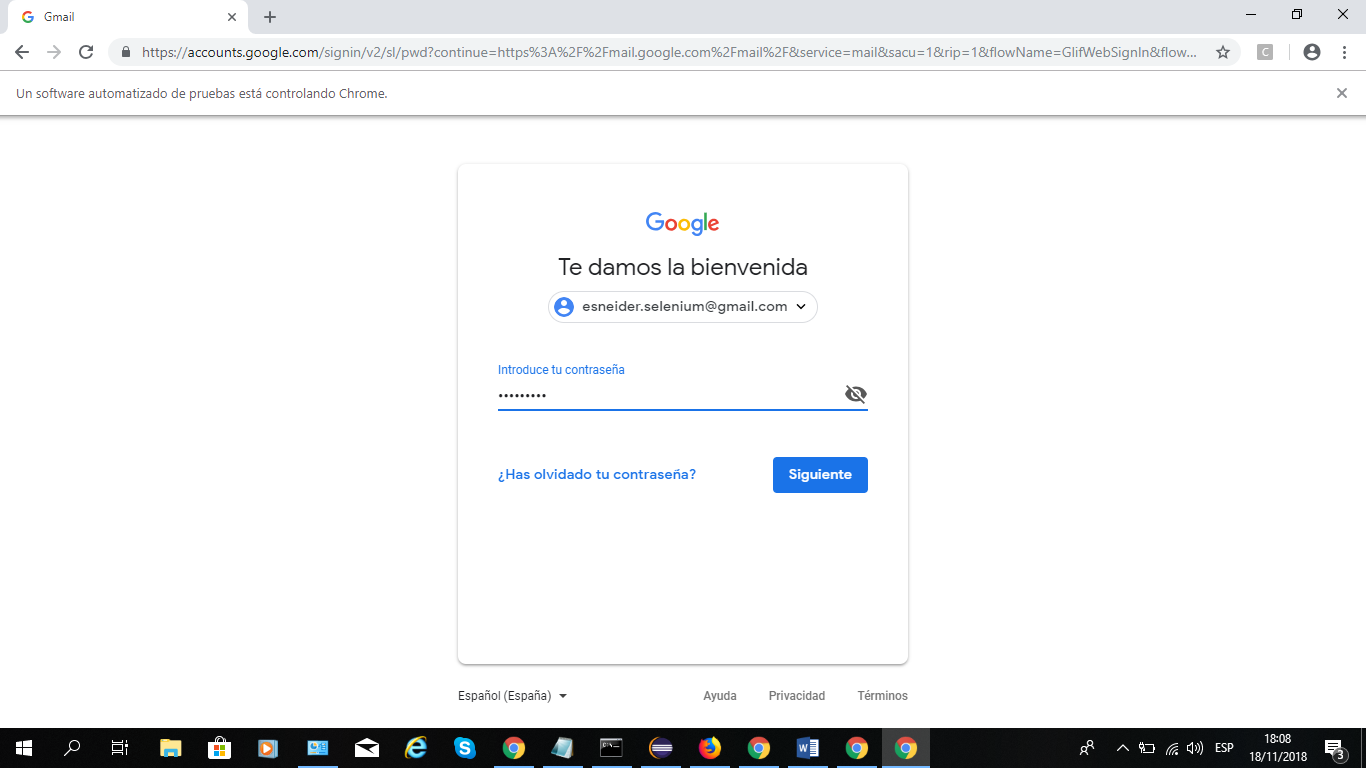 Gmail
https://accounts.google.com/signin/v2/sl/pwd?continue=https%3A%2F%2Fmail.google.com%2Fmail%2F&service=mail&sacu=1&rip=1&flowName=GlifWebSignIn&flow...
C
Un software automatizado de pruebas está controlando Chrome.
Google
Te damos la bienvenida
esneider.selenium@gmail.com
Introduce tu contraseña
•••••••••
¿Has olvidado tu contraseña?
Siguiente
Español (España)
Ayuda
Privacidad
Términos
ESP
18:08
18/11/2018
3